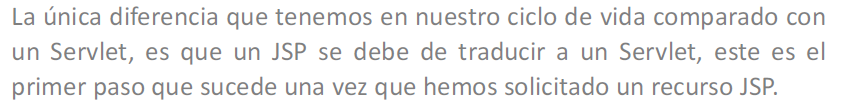 La única diferencia que tenemos en nuestro ciclo de vida comparado con
un Servlet, es que un JSP se debe de traducir a un Servlet, este es el
primer paso que sucede una vez que hemos solicitado un recurso JSP.